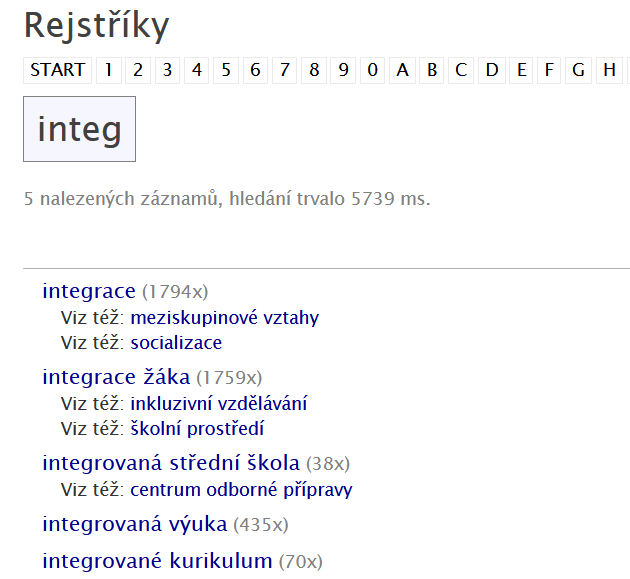 Rejstříky
START 1 2 3 4 5 6 7 8 9 0 A B C D E F G H
integ
5 nalezených záznamů, hledání trvalo 5739 ms.
integrace (1794x)
Viz též: meziskupinové vztahy
Viz též: socializace
integrace žáka (1759x)
Viz též: inkluzivní vzdělávání
Viz též: školní prostředí
integrovaná střední škola (38x)
Viz též: centrum odborné přípravy
integrovaná výuka (435x)
integrované kurikulum (70x)